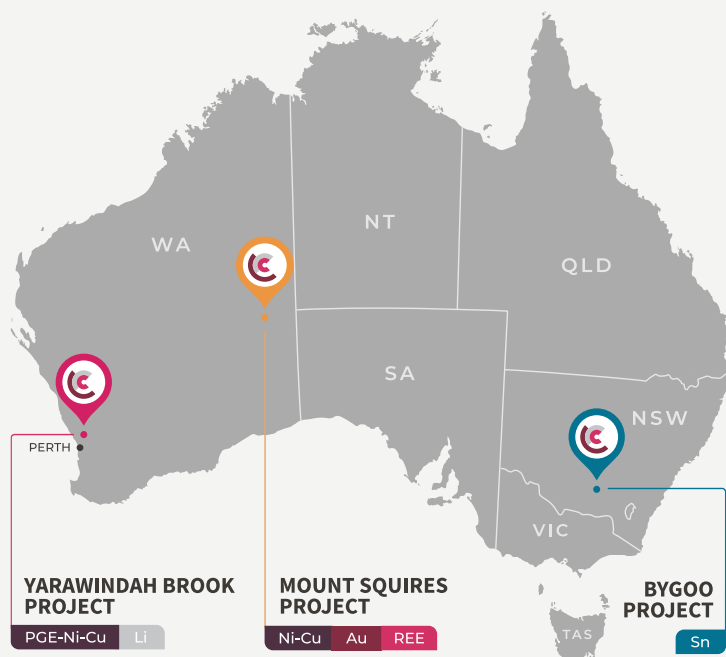 NT
WA
QLD
SA
NSW
PERTH
VIC
YARAWINDAH BROOK
PROJECT
PGE-Ni-Cu Li
MOUNT SQUIRES
PROJECT
Ni-Cu Au REE
BYGOO
PROJECT
Sn
TAS